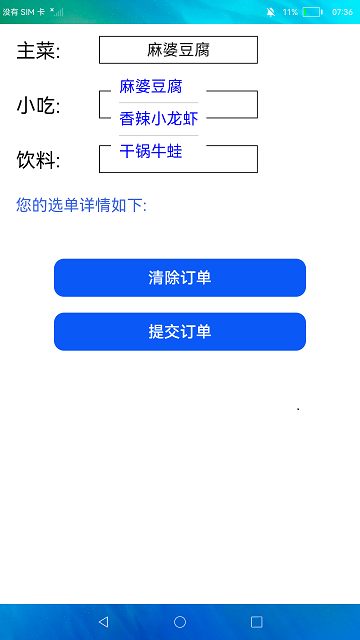 没有 SIM 卡 11% 07:36
主菜: 麻婆豆腐
麻婆豆腐
小吃: 香辣小龙虾
饮料: 干锅牛蛙
您的选单详情如下:
清除订单
提交订单
.